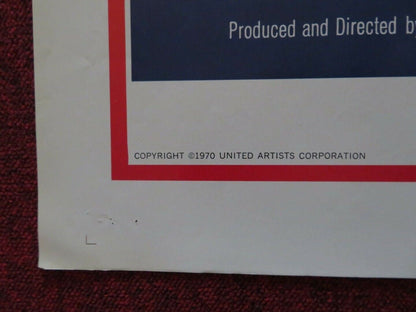 Produced and Directed by
COPYRIGHT ©1970 UNITED ARTISTS CORPORATION